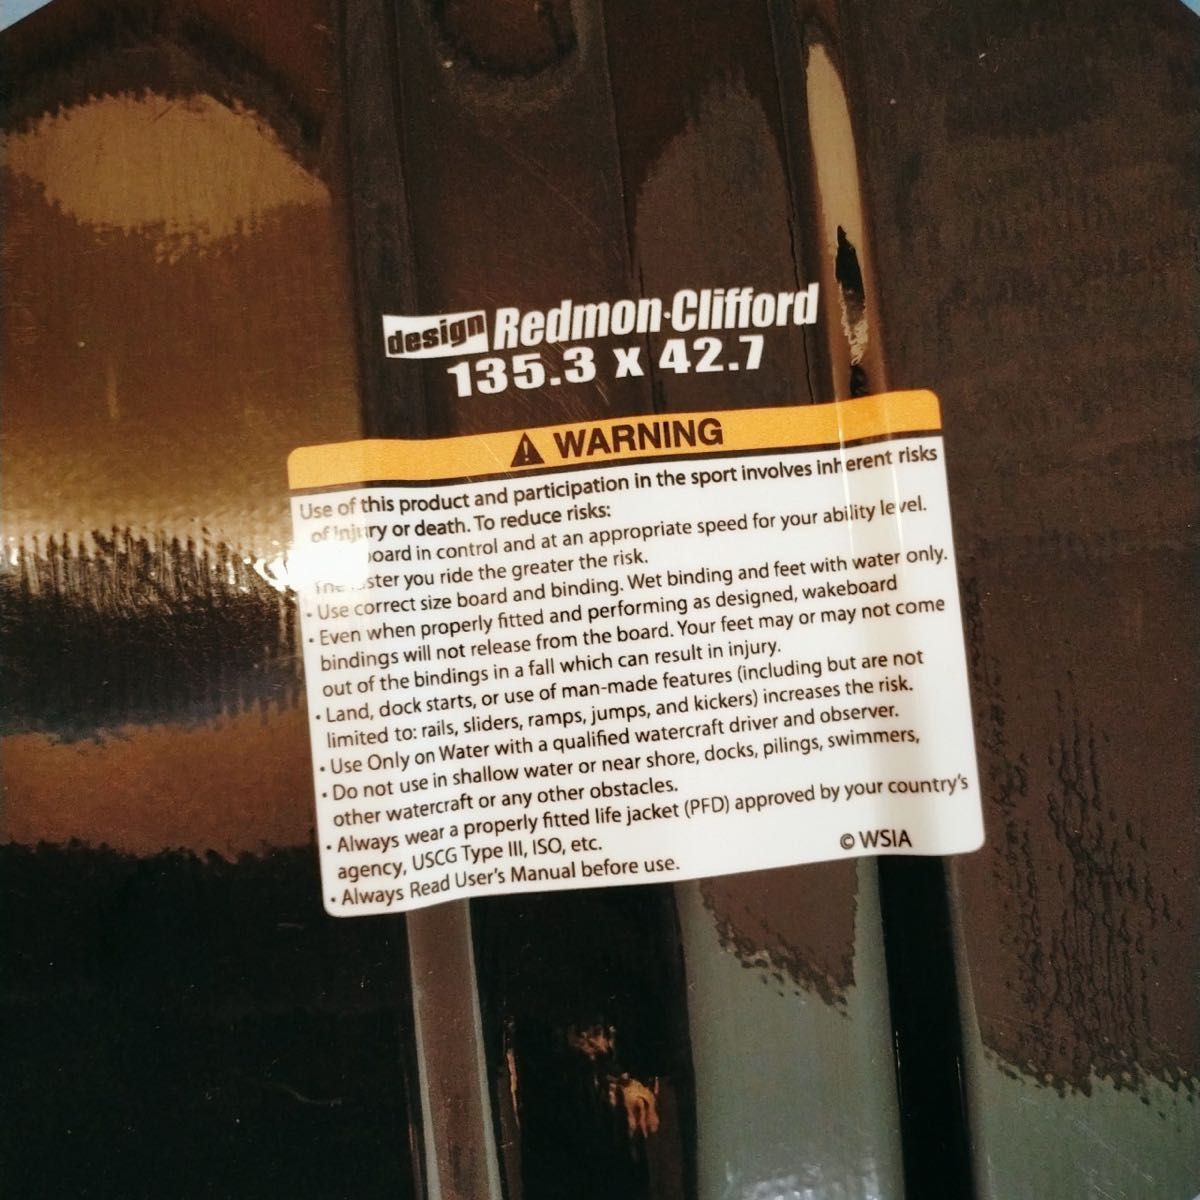 design Redmon·Clifford
135.3 x 42.7
WARNING
Use of this product and participation in the sport involves inherent risks
of injury or death. To reduce risks:
board in control and at an appropriate speed for your ability level.
The faster you ride the greater the risk.
· Use correct size board and binding. Wet binding and feet with water only.
· Even when properly fitted and performing as designed, wakeboard
bindings will not release from the board. Your feet may or may not come
out of the bindings in a fall which can result in injury.
· Land, dock starts, or use of man-made features (including but are not
limited to: rails, sliders, ramps, jumps, and kickers) increases the risk.
· Use Only on Water with a qualified watercraft driver and observer.
· Do not use in shallow water or near shore, docks, pilings, swimmers,
other watercraft or any other obstacles.
· Always wear a properly fitted life jacket (PFD) approved by your country's
agency, USCG Type III, ISO, etc.
· Always Read User's Manual before use.
© WSIA